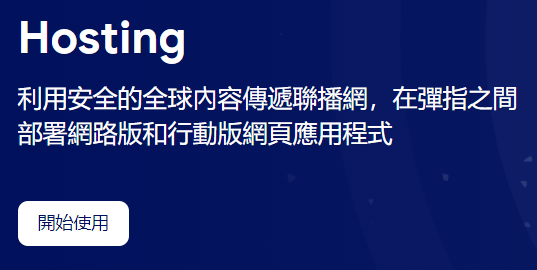 Hosting
利用安全的全球內容傳遞聯播網，在彈指之間
部署網路版和行動版網頁應用程式
開始使用